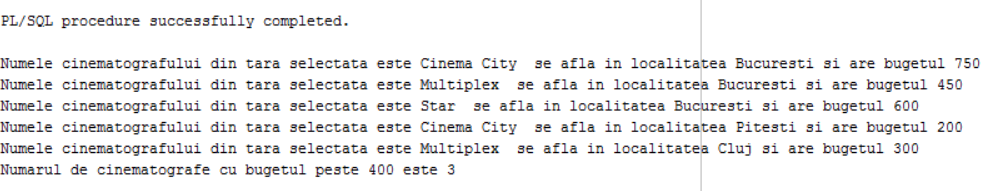 PL/SQL procedure successfully completed.
Numele cinematografului din tara selectata este Cinema City  se afla in localitatea Bucuresti si are bugetul 750
Numele cinematografului din tara selectata este Multiplex  se afla in localitatea Bucuresti si are bugetul 450
Numele cinematografului din tara selectata este Star  se afla in localitatea Bucuresti si are bugetul 600
Numele cinematografului din tara selectata este Cinema City  se afla in localitatea Pitesti si are bugetul 200
Numele cinematografului din tara selectata este Multiplex  se afla in localitatea Cluj si are bugetul 300
Numarul de cinematografe cu bugetul peste 400 este 3